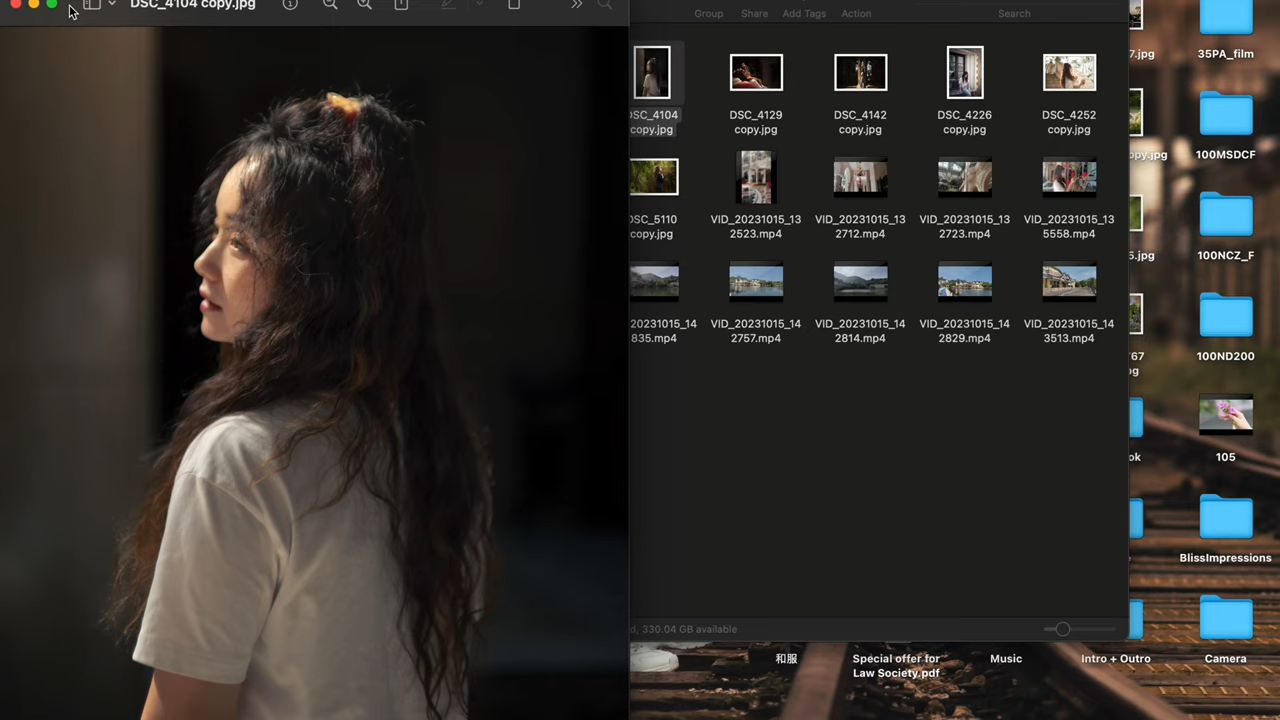 DSC_4104 copy.jpg
Group Share Add Tags Action Search
DSC_4104
copy.jpg
DSC_4129
copy.jpg
DSC_4142
copy.jpg
DSC_4226
copy.jpg
DSC_4252
copy.jpg
DSC_5110
copy.jpg
VID_20231015_13
2523.mp4
VID_20231015_13
2712.mp4
VID_20231015_13
2723.mp4
VID_20231015_13
5558.mp4
20231015_14
835.mp4
VID_20231015_14
2757.mp4
VID_20231015_14
2814.mp4
VID_20231015_14
2829.mp4
VID_20231015_14
3513.mp4
d, 330.04 GB available
7.jpg
35PA_film
opy.jpg
100MSDCF
5.jpg
100NCZ_F
767
pg
100ND200
ok
105
BlissImpressions
和服
Special offer for
Law Society.pdf
Music
Intro + Outro
Camera